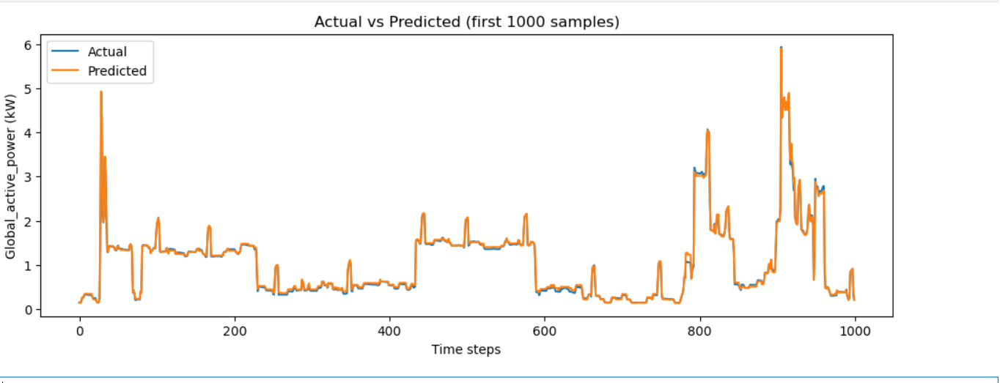 Actual vs Predicted (first 1000 samples)
Actual
Predicted
Global_active_power (kW)
6
5
4
3
2
1
0
0 200 400 600 800 1000
Time steps